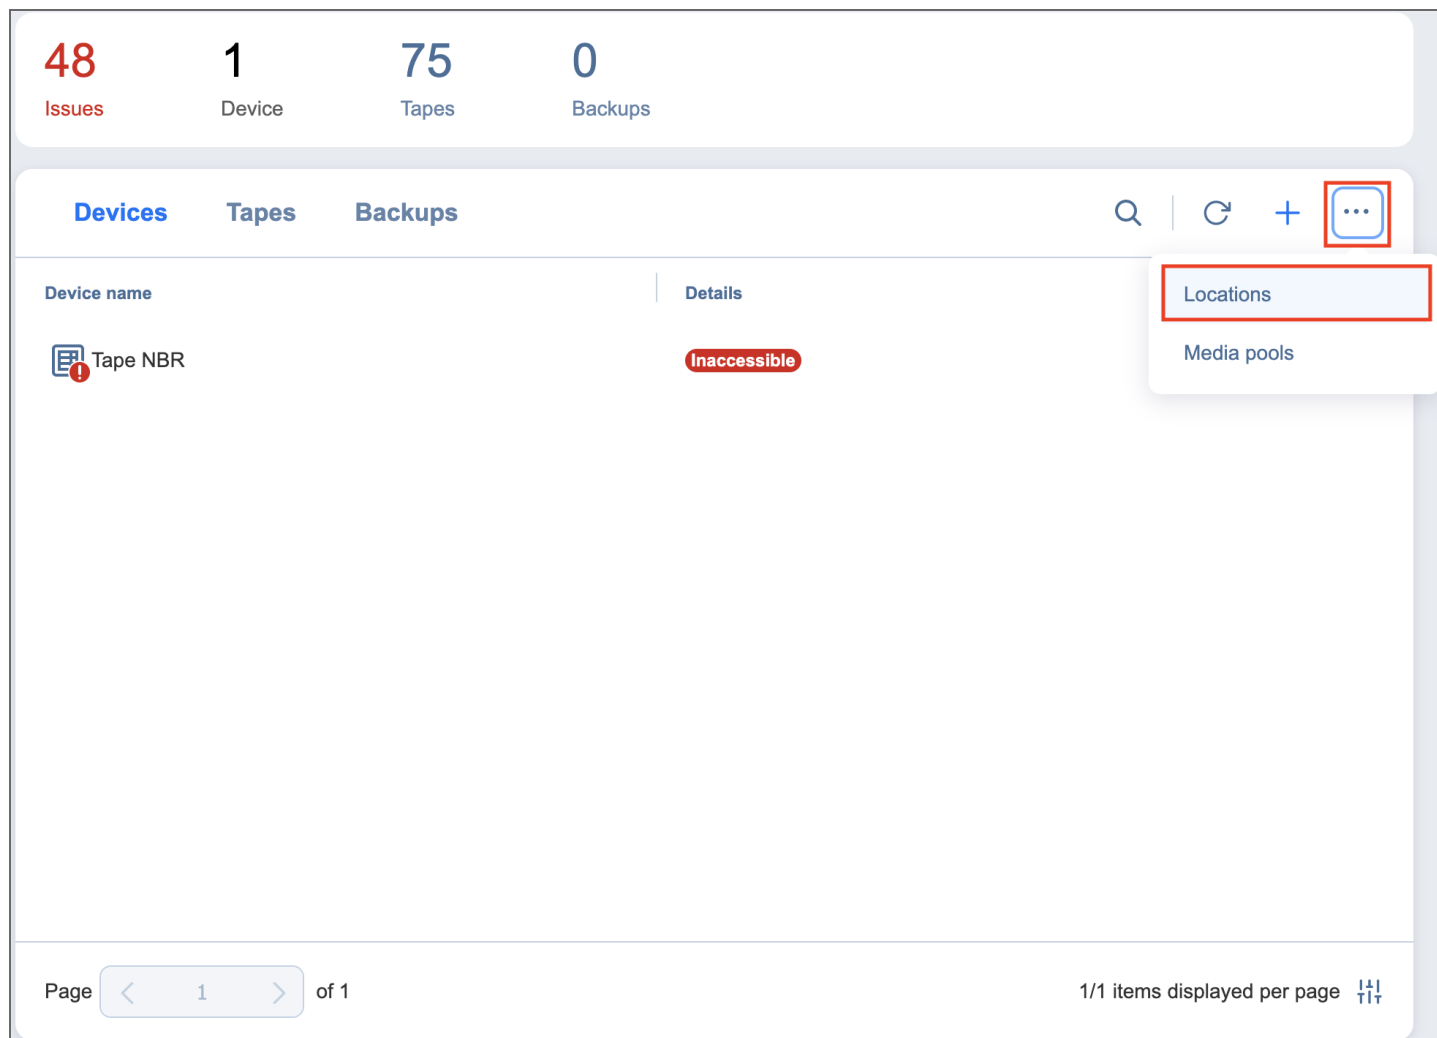 48 1 75 0
Issues Device Tapes Backups
Devices Tapes Backups
Device name Details
Locations
Tape NBR Inaccessible
Media pools
Page 1 of 1
1/1 items displayed per page